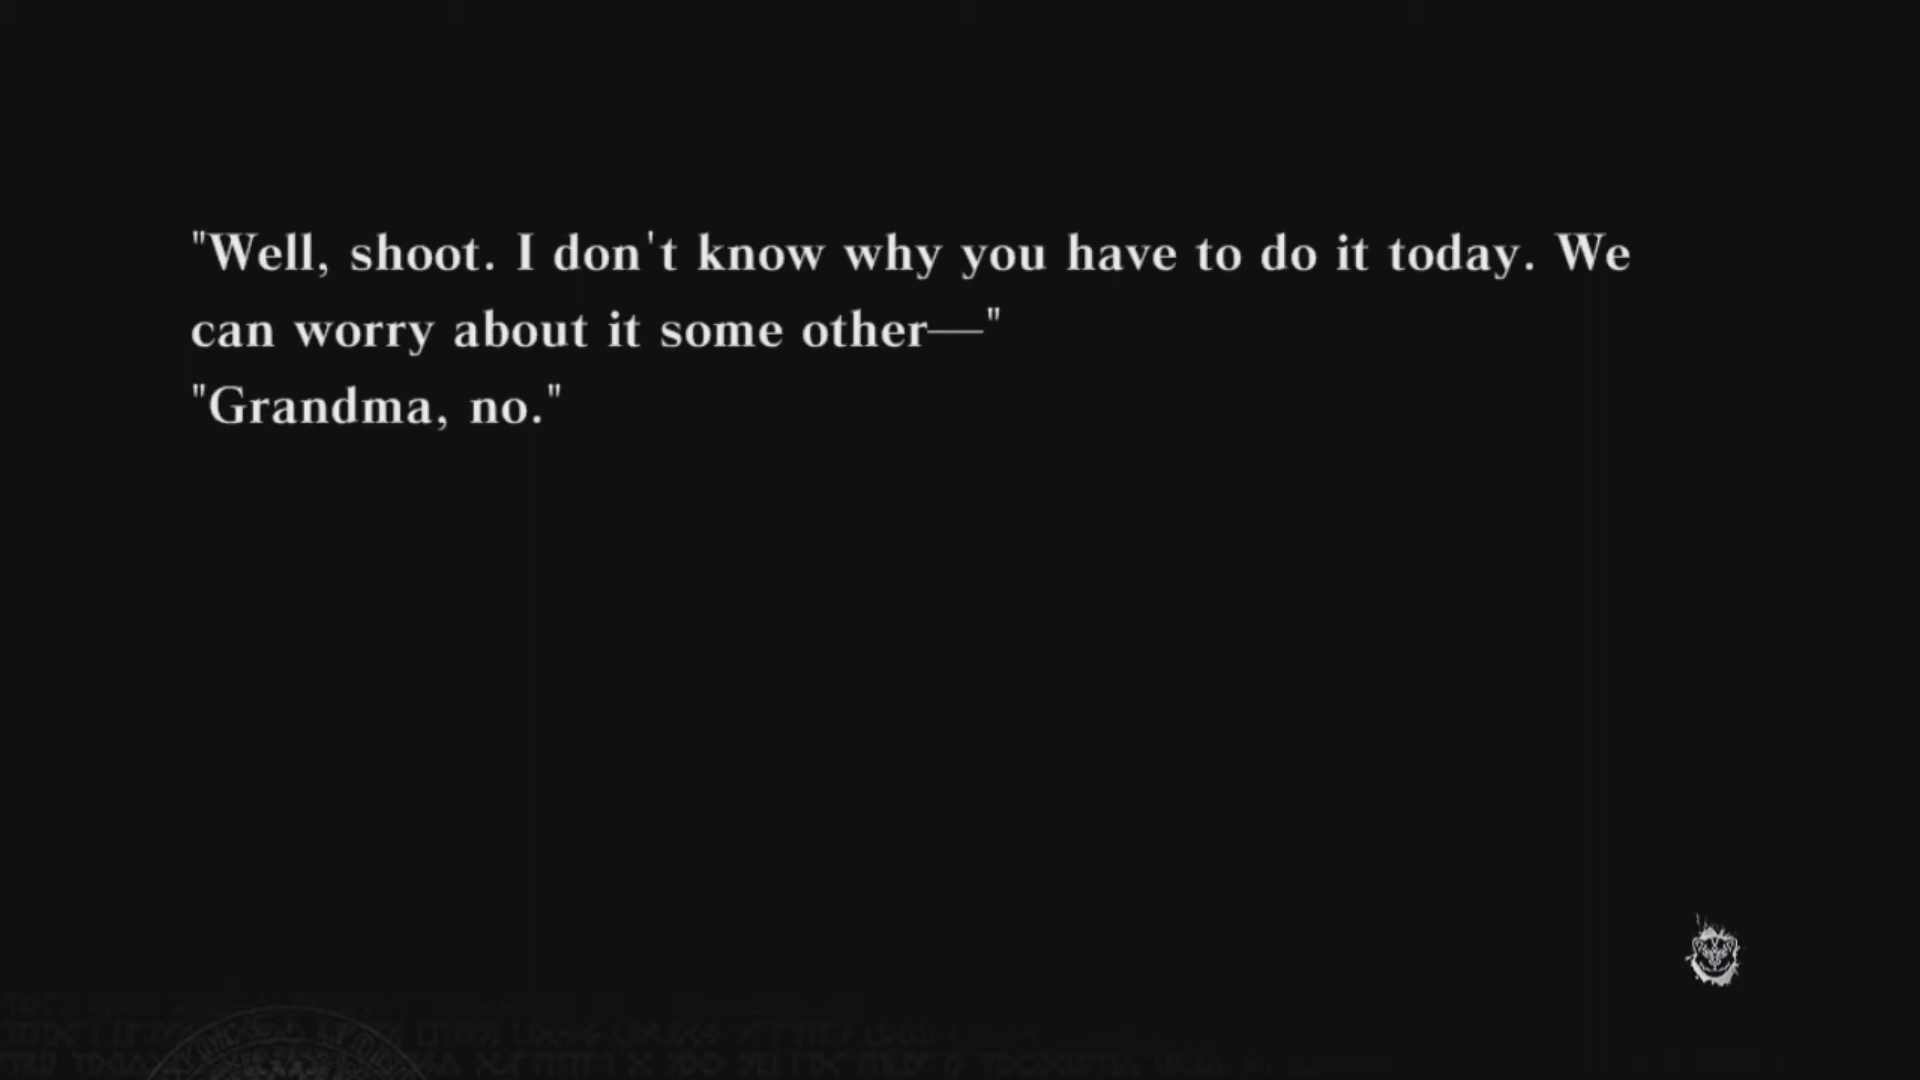 "Well, shoot. I don't know why you have to do it today. We
can worry about it some other—"
"Grandma, no."